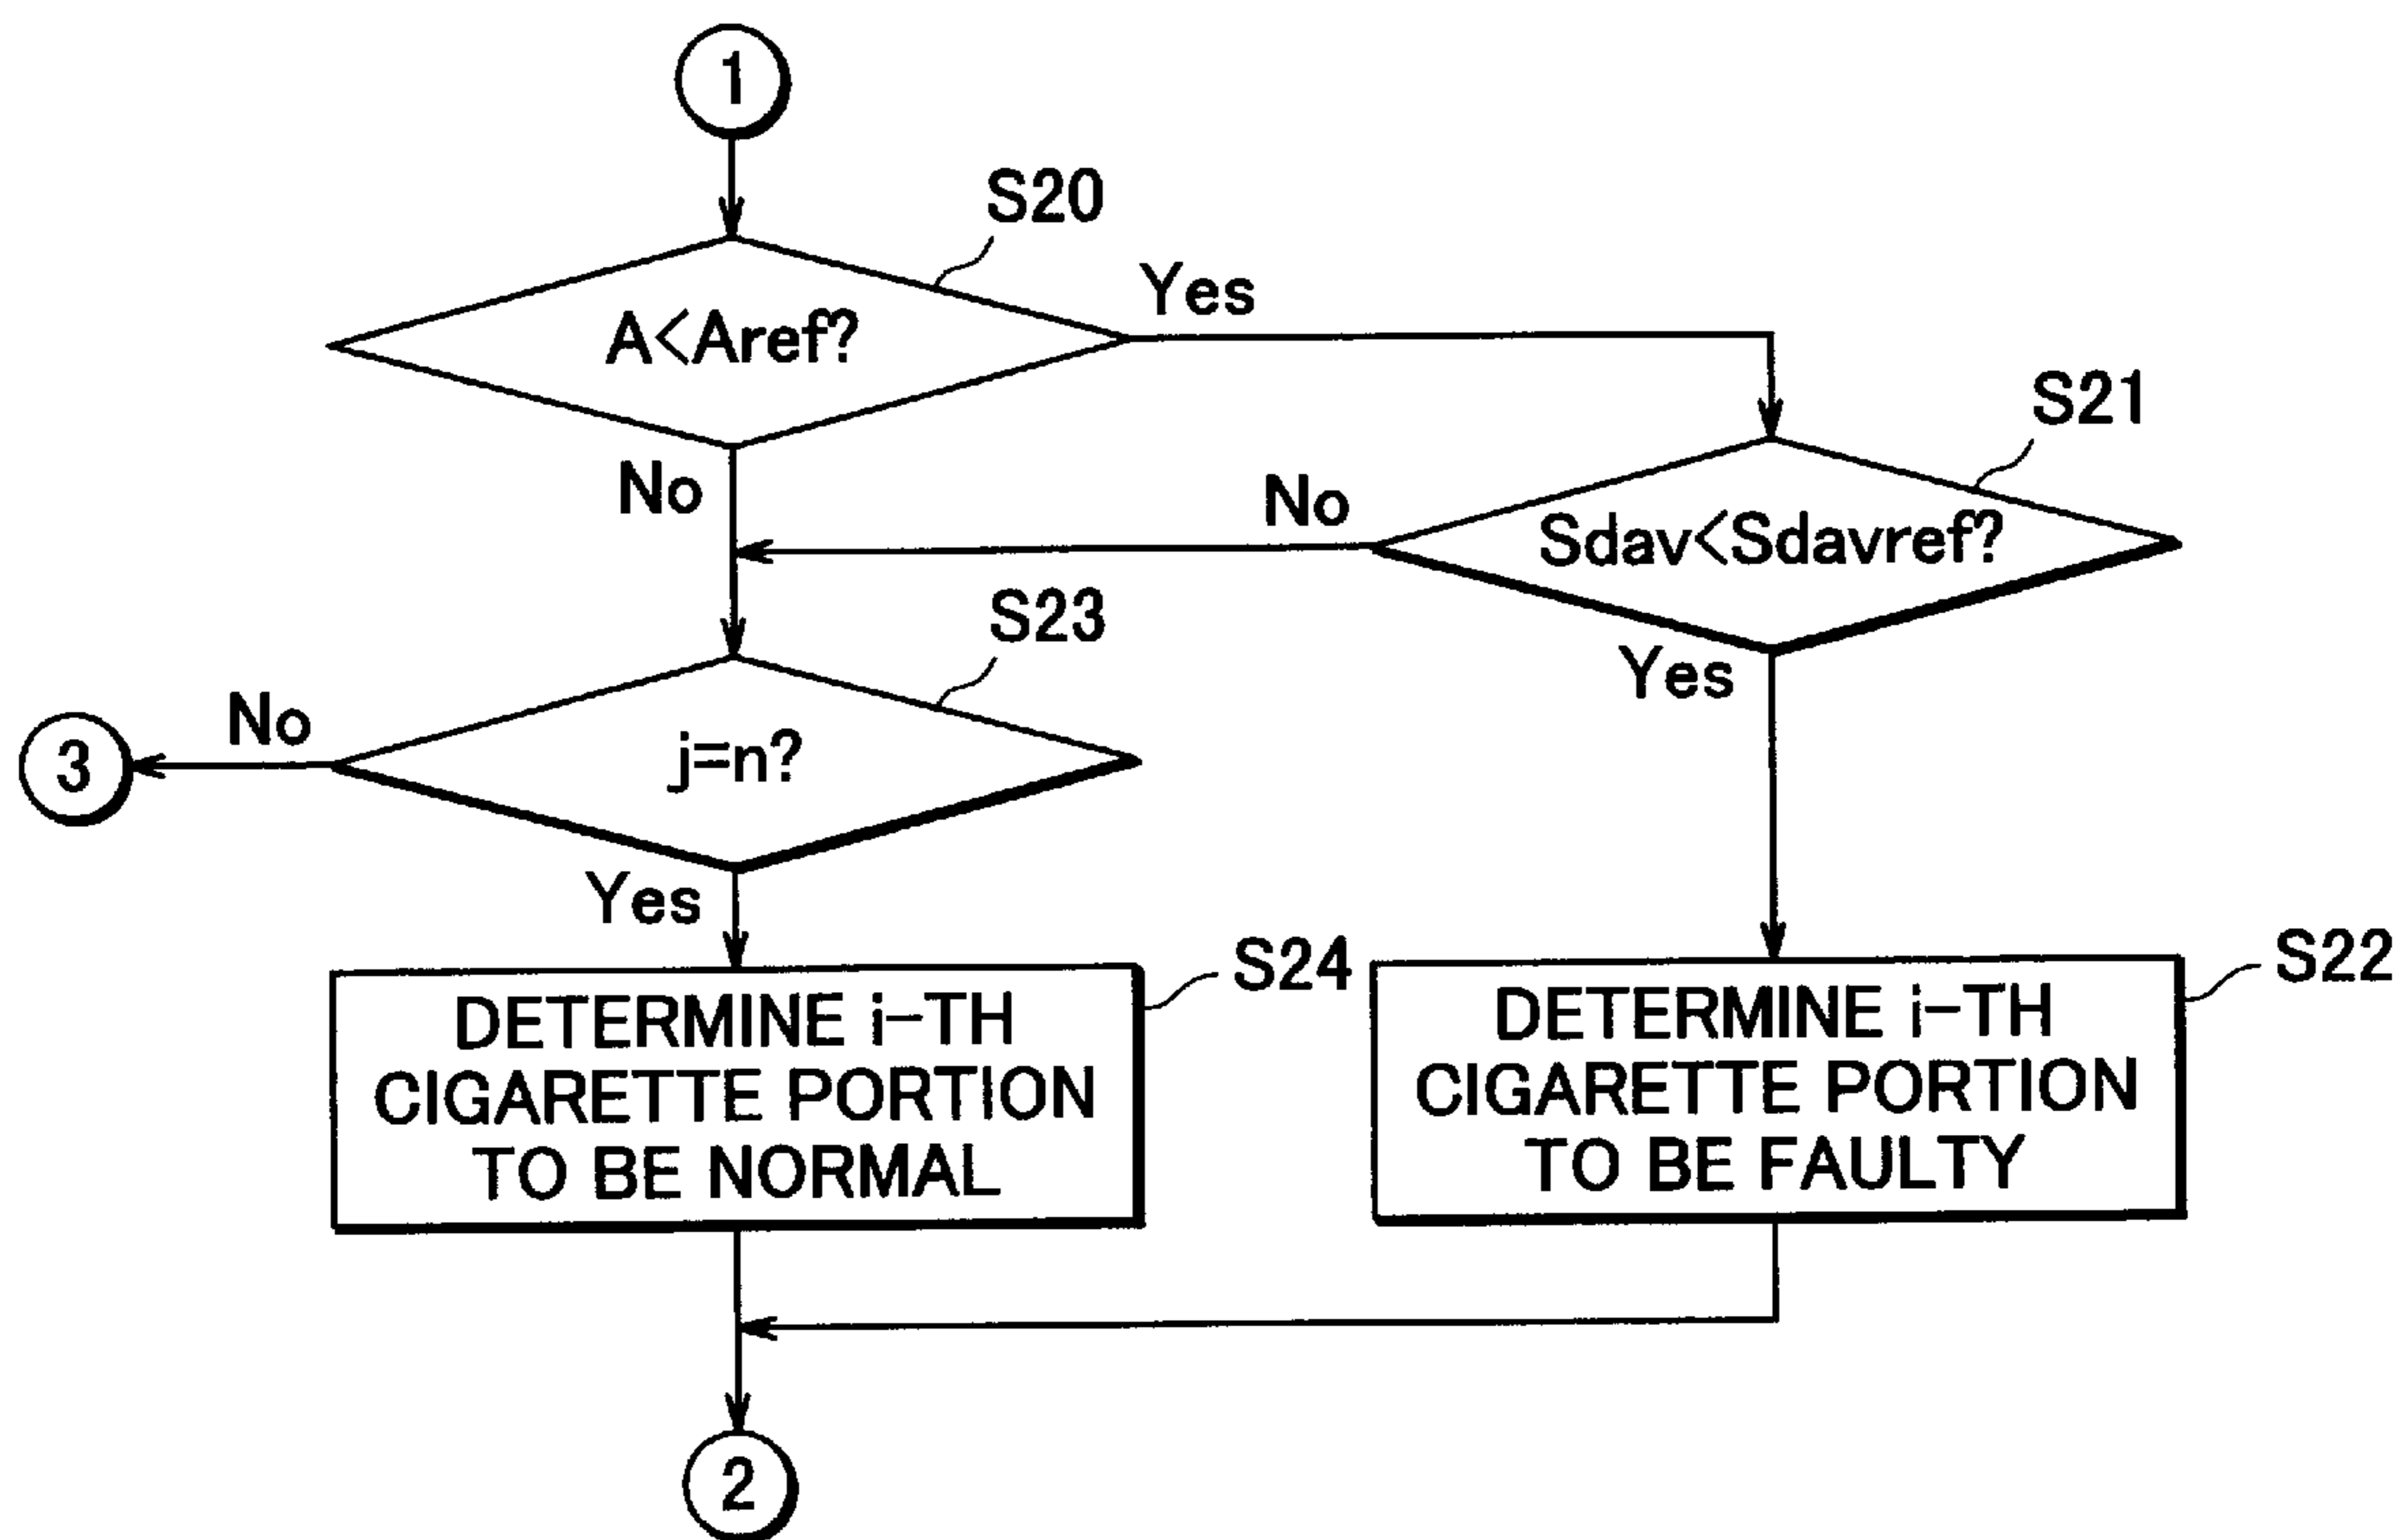 1
S20
A<Aref?
Yes
S21
No
No
Sdav<Sdavref?
S23
Yes
No
3
j=n?
Yes
S24
S22
DETERMINE i-TH
CIGARETTE PORTION
TO BE NORMAL
DETERMINE i-TH
CIGARETTE PORTION
TO BE FAULTY
2